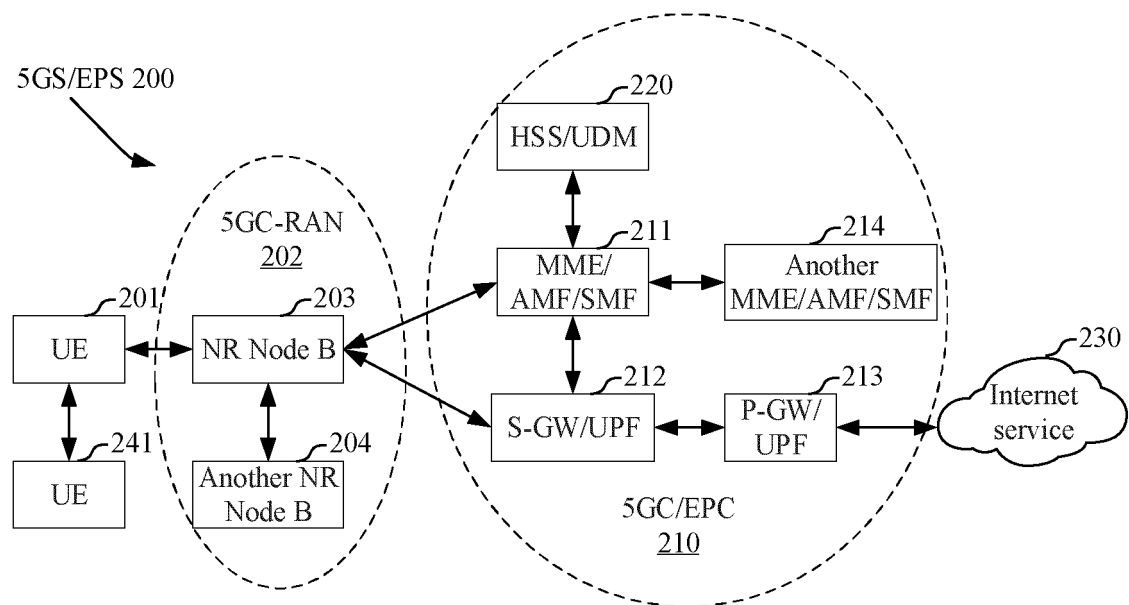 5GS/EPS 200
220
HSS/UDM
5GC-RAN
202
211
MME/
AMF/SMF
214
Another
MME/AMF/SMF
201
UE
203
NR Node B
212
S-GW/UPF
213
P-GW/
UPF
230
Internet
service
241
UE
204
Another NR
Node B
5GC/EPC
210